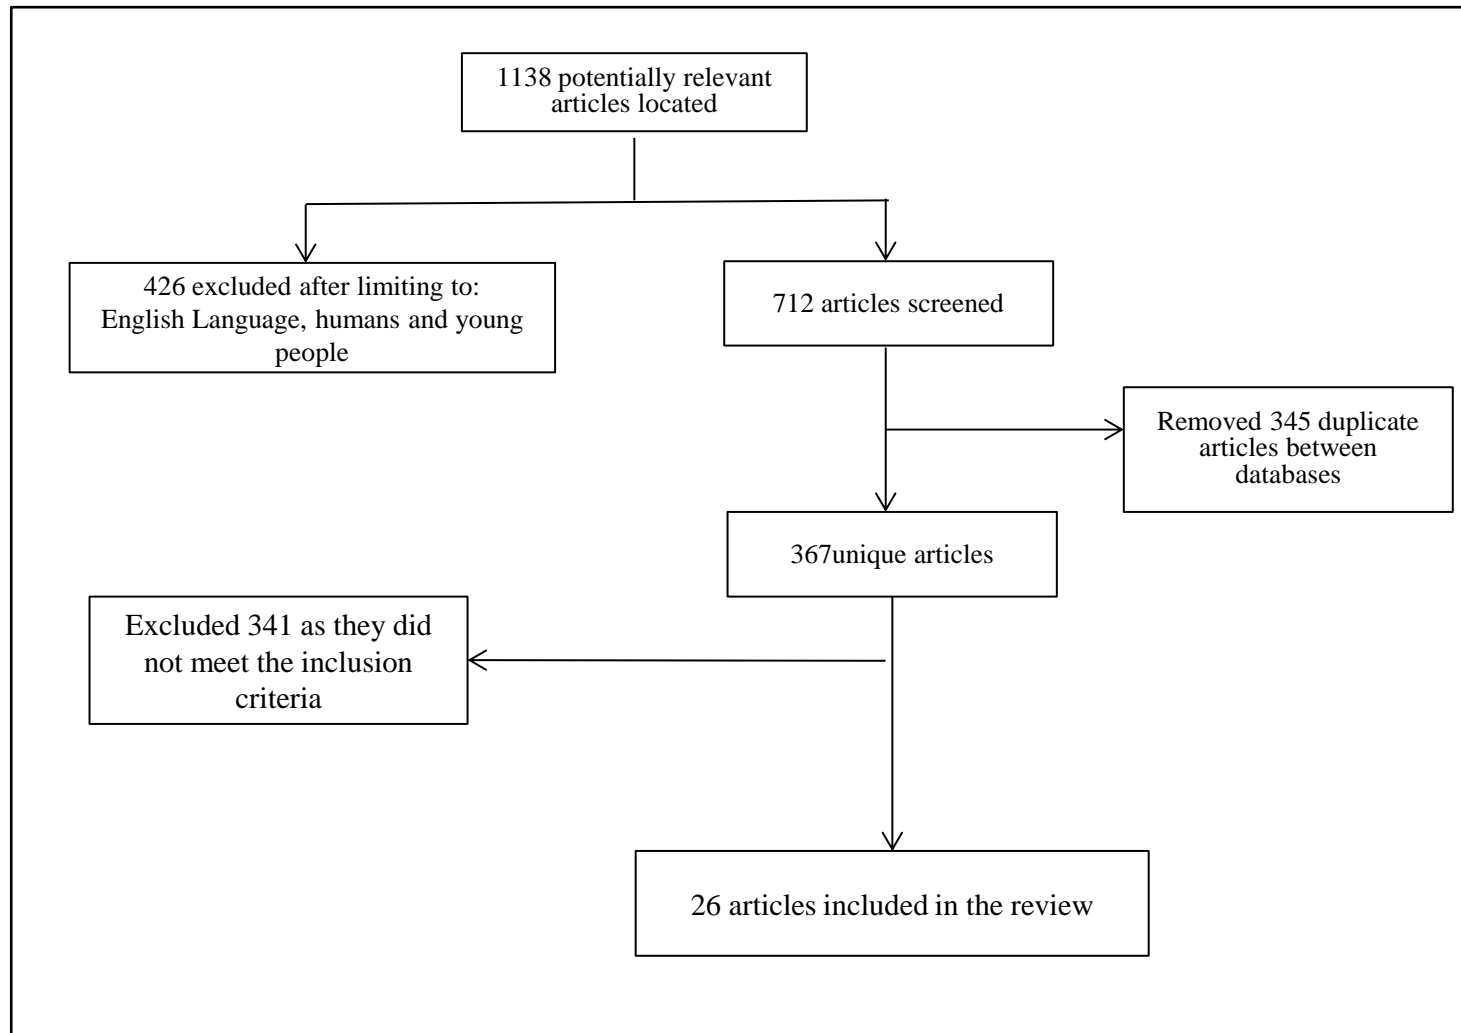 1138 potentially relevant
articles located
426 excluded after limiting to:
English Language, humans and young
people
712 articles screened
Removed 345 duplicate
articles between
databases
367unique articles
Excluded 341 as they did
not meet the inclusion
criteria
26 articles included in the review